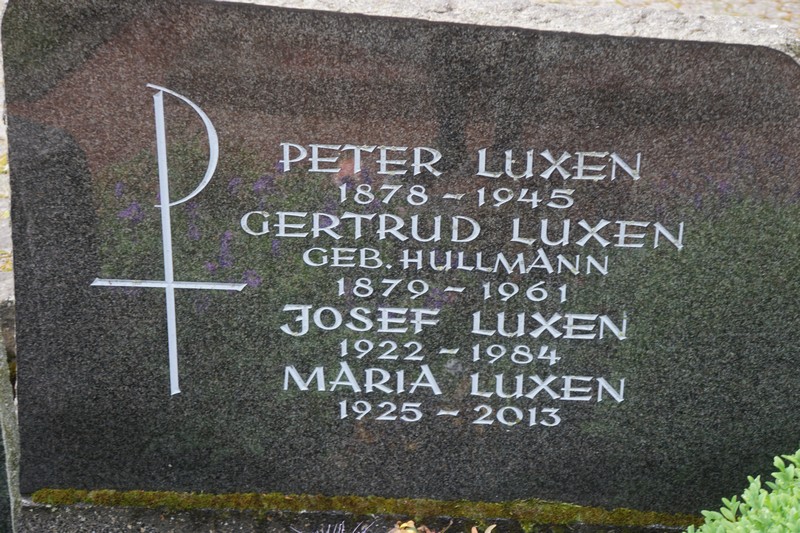 PETER LUXEN
1878 – 1945
GERTRUD LUXEN
GEB. HULLMANN
1879 – 1961
JOSEF LUXEN
1922 – 1984
MARIA LUXEN
1925 – 2013